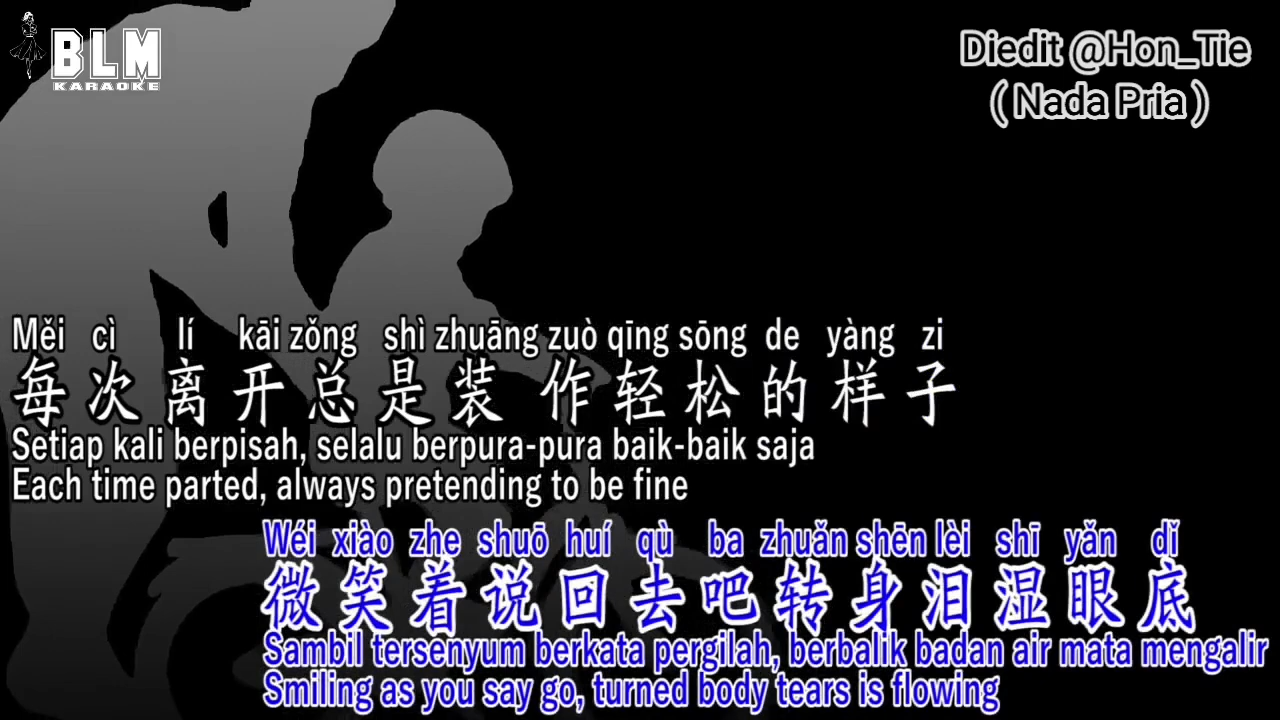 BLM
KARAOKE
Diedit @Hon_Tie
( Nada Pria )
Měi cì lí kāi zǒng shì zhuāng zuò qīng sōng de yàng zi
每次离开总是装作轻松的样子
Setiap kali berpisah, selalu berpura-pura baik-baik saja
Each time parted, always pretending to be fine
Wéi xiào zhe shuō huí qù ba zhuǎn shēn lèi shī yǎn dǐ
微笑着说回去吧转身泪湿眼底
Sambil tersenyum berkata pergilah, berbalik badan air mata mengalir
Smiling as you say go, turned body tears is flowing